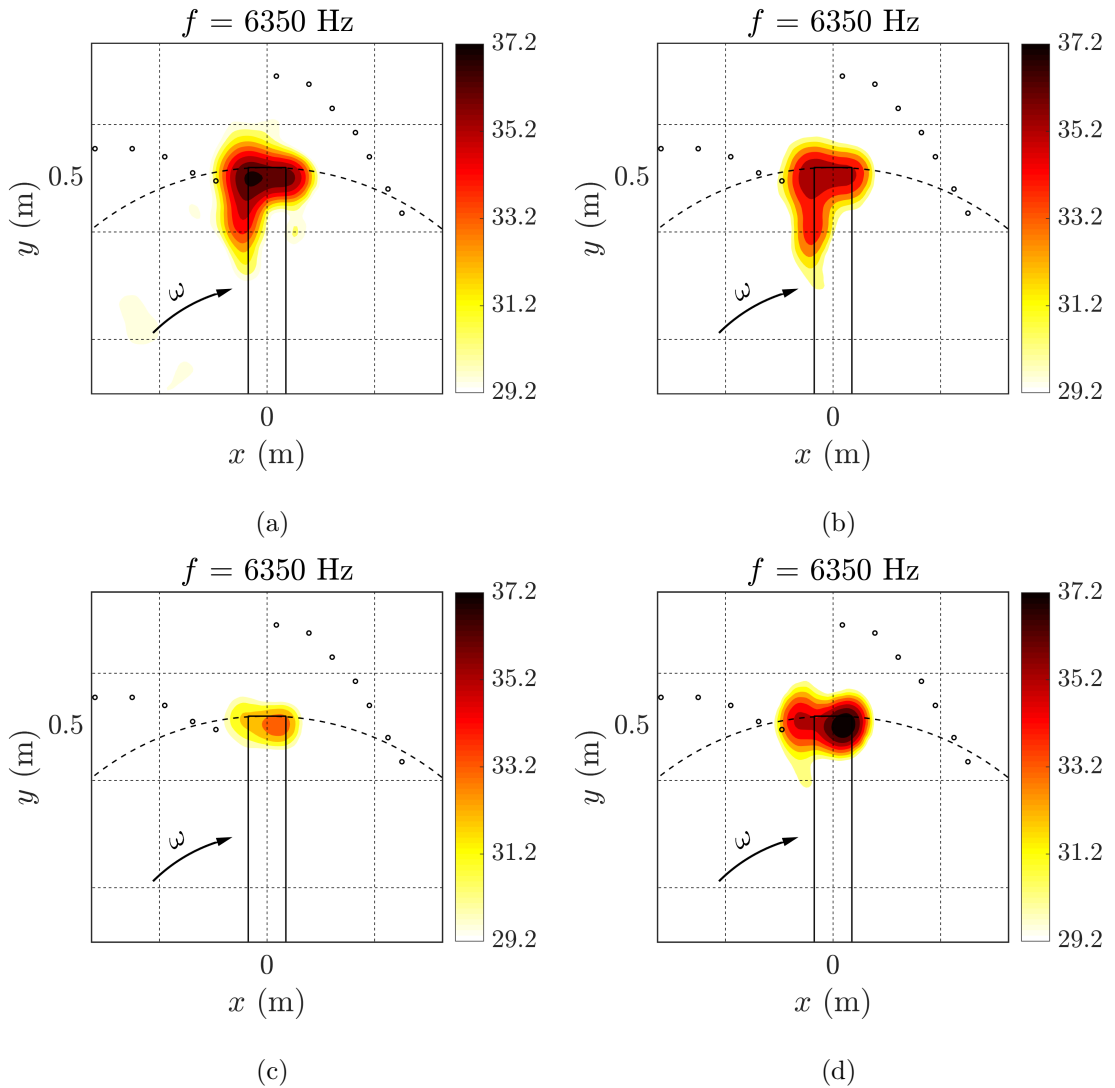 f = 6350 Hz
f = 6350 Hz
37.2
35.2
33.2
31.2
29.2
0.5
y (m)
ω
0
x (m)
37.2
35.2
33.2
31.2
29.2
0.5
y (m)
ω
0
x (m)
(a)
(b)
f = 6350 Hz
f = 6350 Hz
37.2
35.2
33.2
31.2
29.2
0.5
y (m)
ω
0
x (m)
37.2
35.2
33.2
31.2
29.2
0.5
y (m)
ω
0
x (m)
(c)
(d)